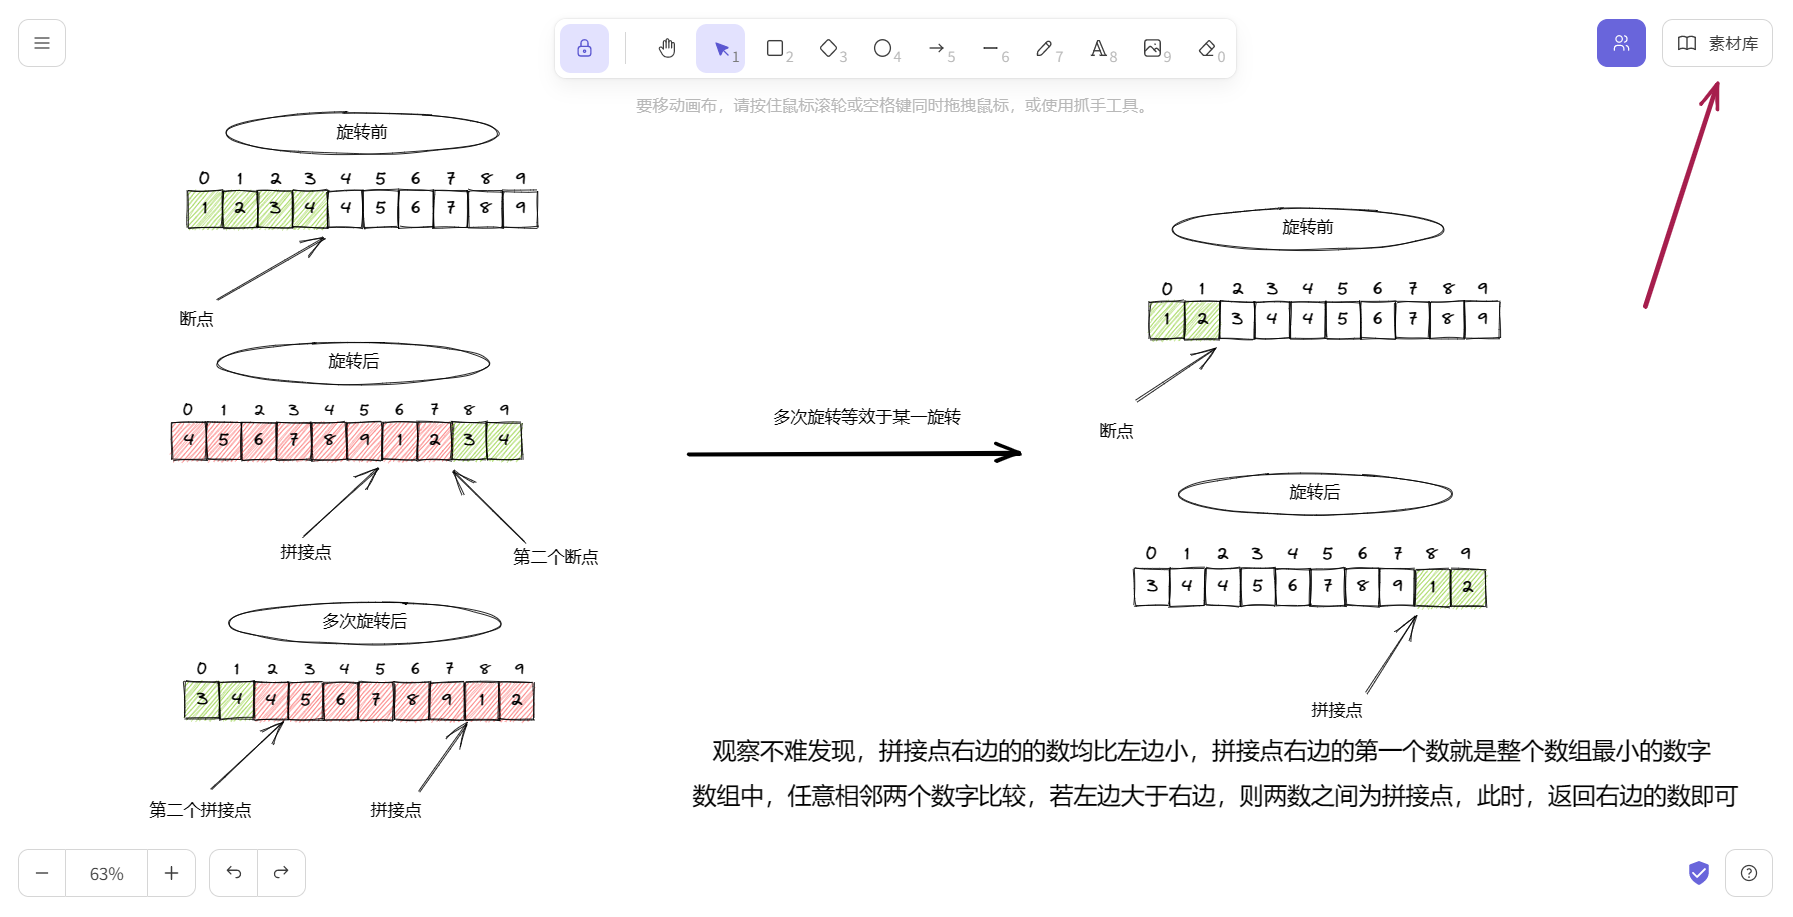 1
2
3
4
5
6
7
8
9
0
素材库
要移动画布，请按住鼠标滚轮或空格键同时拖拽鼠标，或使用抓手工具。
旋转前
0 1 2 3 4 5 6 7 8 9
1 2 3 4 4 5 6 7 8 9
断点
旋转后
0 1 2 3 4 5 6 7 8 9
4 5 6 7 8 9 1 2 3 4
拼接点
第二个断点
多次旋转后
0 1 2 3 4 5 6 7 8 9
3 4 4 5 6 7 8 9 1 2
第二个拼接点
拼接点
多次旋转等效于某一旋转
旋转前
0 1 2 3 4 5 6 7 8 9
1 2 3 4 4 5 6 7 8 9
断点
旋转后
0 1 2 3 4 5 6 7 8 9
3 4 4 5 6 7 8 9 1 2
拼接点
观察不难发现，拼接点右边的的数均比左边小，拼接点右边的第一个数就是整个数组最小的数字
数组中，任意相邻两个数字比较，若左边大于右边，则两数之间为拼接点，此时，返回右边的数即可
63%